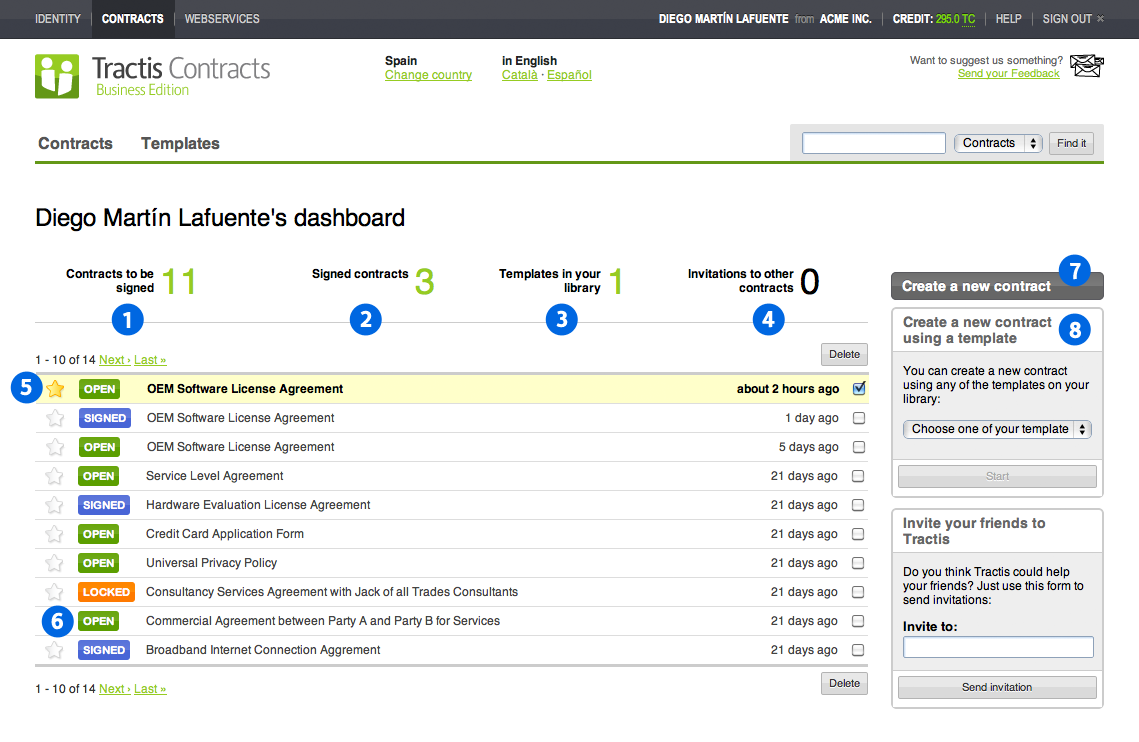 IDENTITY CONTRACTS WEBSERVICES DIEGO MARTÍN LAFUENTE from ACME INC. CREDIT: 295.0 TC HELP SIGN OUT ×
Tractis Contracts
Business Edition
Spain
Change country
in English
Català · Español
Want to suggest us something?
Send your Feedback
Contracts Templates Contracts Find it
Diego Martín Lafuente's dashboard
Contracts to be
signed
11
Signed contracts 3
Templates in your
library
1
Invitations to other
contracts
0
1
2
3
4
1 - 10 of 14 Next › Last » Delete
5 OPEN OEM Software License Agreement about 2 hours ago
SIGNED OEM Software License Agreement 1 day ago
OPEN OEM Software License Agreement 5 days ago
OPEN Service Level Agreement 21 days ago
SIGNED Hardware Evaluation License Agreement 21 days ago
OPEN Credit Card Application Form 21 days ago
OPEN Universal Privacy Policy 21 days ago
LOCKED Consultancy Services Agreement with Jack of all Trades Consultants 21 days ago
6 OPEN Commercial Agreement between Party A and Party B for Services 21 days ago
SIGNED Broadband Internet Connection Aggrement 21 days ago
1 - 10 of 14 Next › Last » Delete
7
Create a new contract
Create a new contract
using a template
8
You can create a new contract
using any of the templates on your
library:
Choose one of your template
Start
Invite your friends to
Tractis
Do you think Tractis could help
your friends? Just use this form to
send invitations:
Invite to:
Send invitation